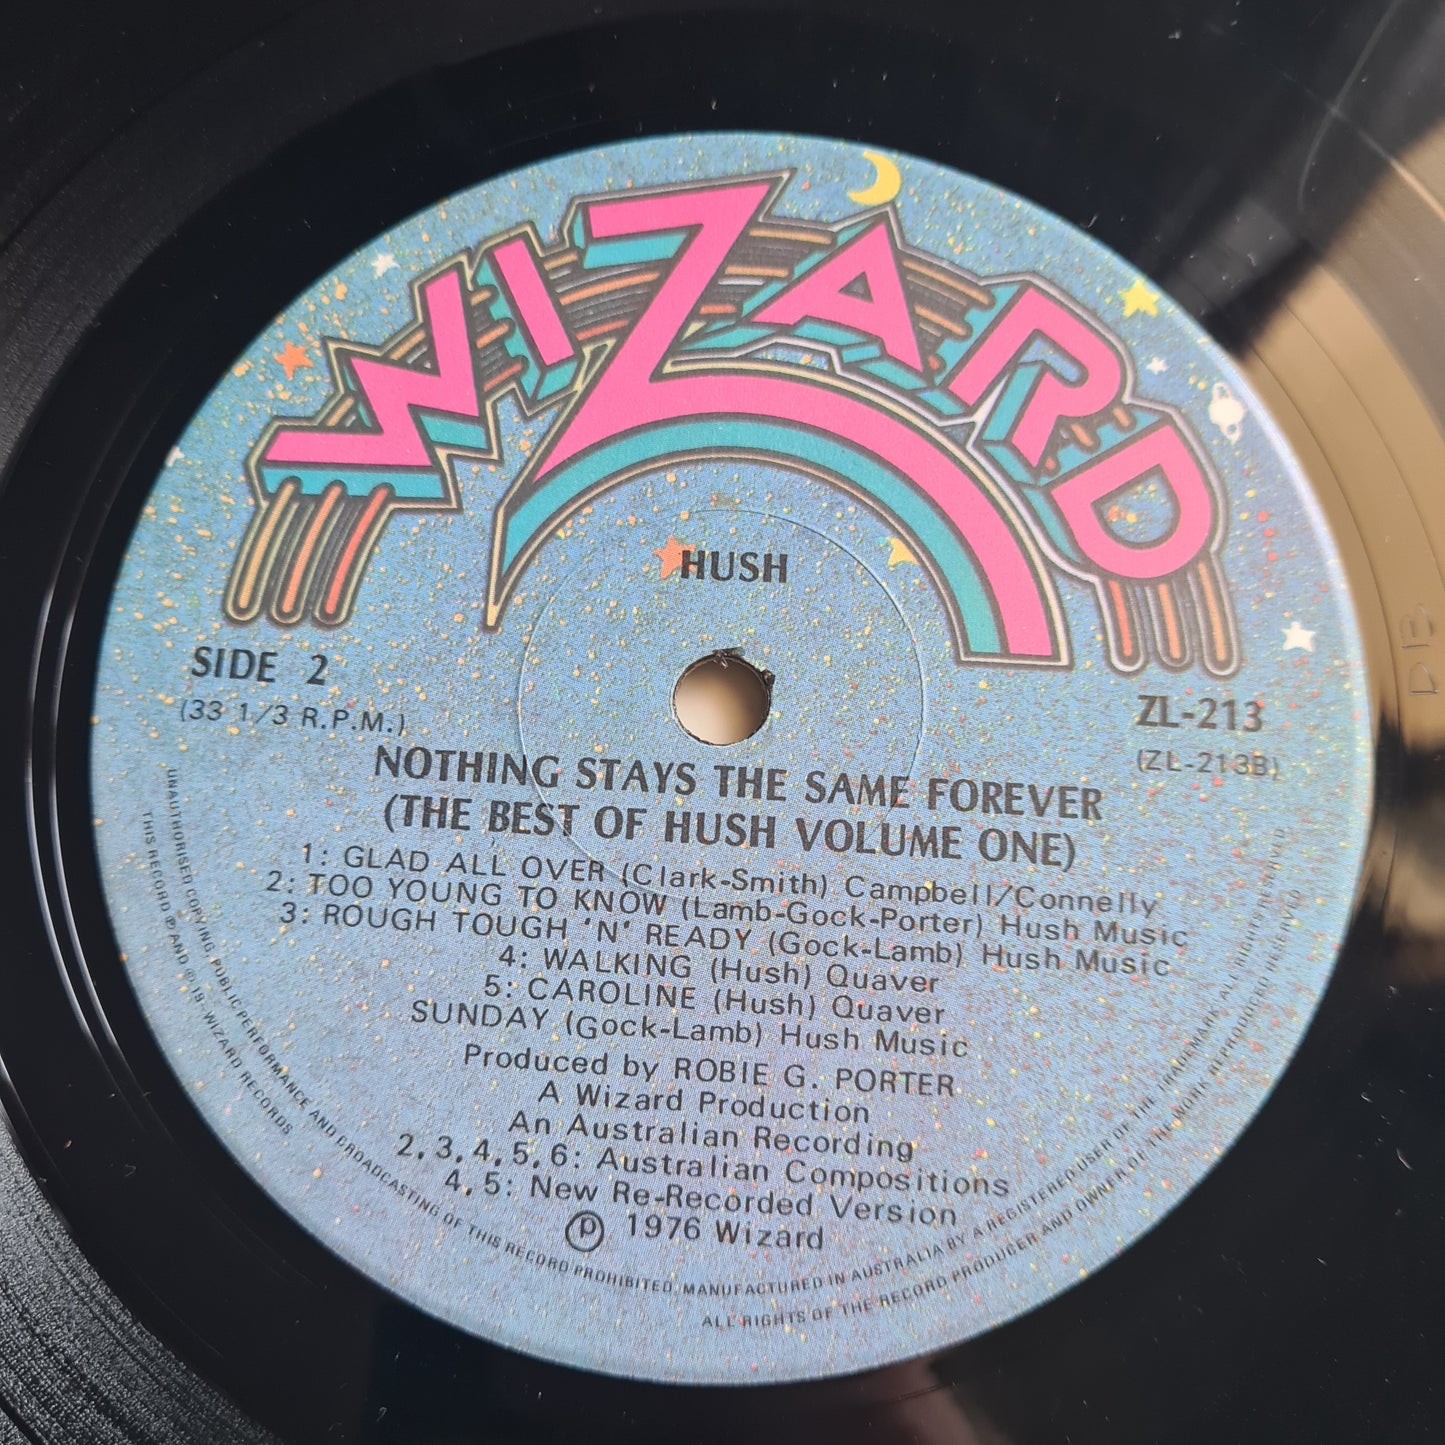 WIZARD
HUSH
SIDE 2
(33 1/3 R.P.M.)
ZL-213
(ZL-213B)
NOTHING STAYS THE SAME FOREVER
(THE BEST OF HUSH VOLUME ONE)
1: GLAD ALL OVER (Clark-Smith) Campbell/Connelly
2: TOO YOUNG TO KNOW (Lamb-Gock-Porter) Hush Music
3: ROUGH TOUGH 'N' READY (Gock-Lamb) Hush Music
4: WALKING (Hush) Quaver
5: CAROLINE (Hush) Quaver
SUNDAY (Gock-Lamb) Hush Music
Produced by ROBIE G. PORTER
A Wizard Production
An Australian Recording
2,3,4,5,6: Australian Compositions
4,5: New Re-Recorded Version
℗ 1976 Wizard
UNAUTHORISED COPYING, PUBLIC PERFORMANCE AND BROADCASTING OF THIS RECORD PROHIBITED. MANUFACTURED IN AUSTRALIA BY A REGISTERED USER OF THE TRADEMARK ALL RIGHTS RESERVED
THIS RECORD ℗ AND © WIZARD RECORDS
ALL RIGHTS OF THE RECORD PRODUCER AND OWNER OF THE WORK REPRODUCED RESERVED